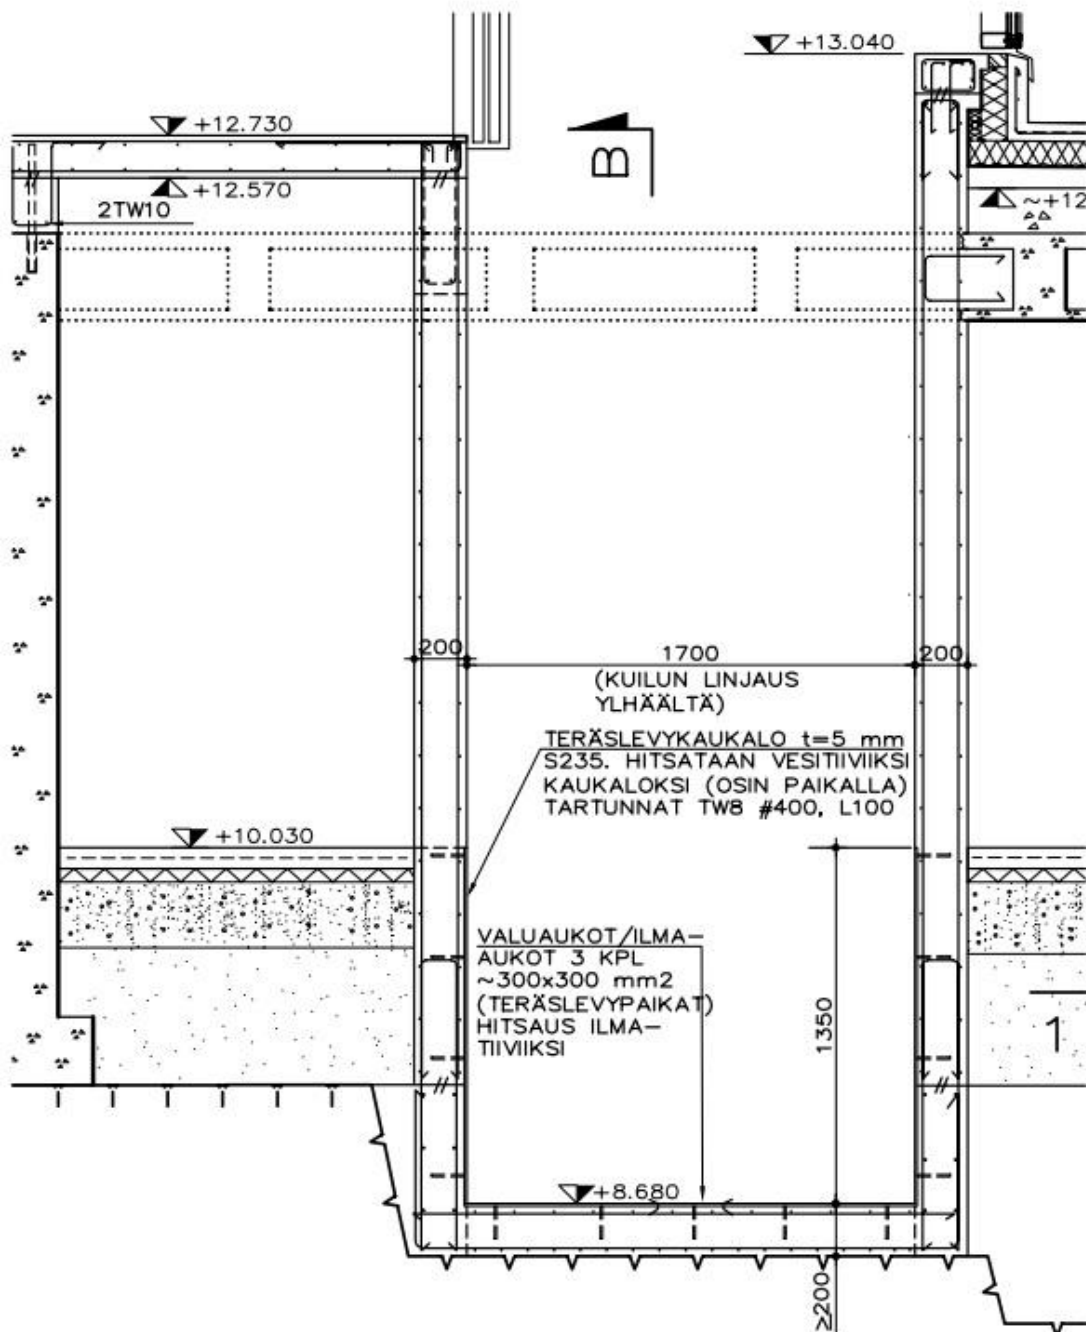 +13.040
+12.730
B
+12.570
2TW10
~+12
200
1700
200
(KUILUN LINJAUS
YLHÄÄLTÄ)
TERÄSLEVYKAUKALO t=5 mm
S235. HITSATAAN VESITIIVIIKSI
KAUKALOKSI (OSIN PAIKALLA)
TARTUNNAT TW8 #400, L100
+10.030
VALUAUKOT/ILMA-
AUKOT 3 KPL
~300x300 mm2
(TERÄSLEVYPAIKAT)
HITSAUS ILMA-
TIIVIIKSI
1350
1
+8.680
≥200